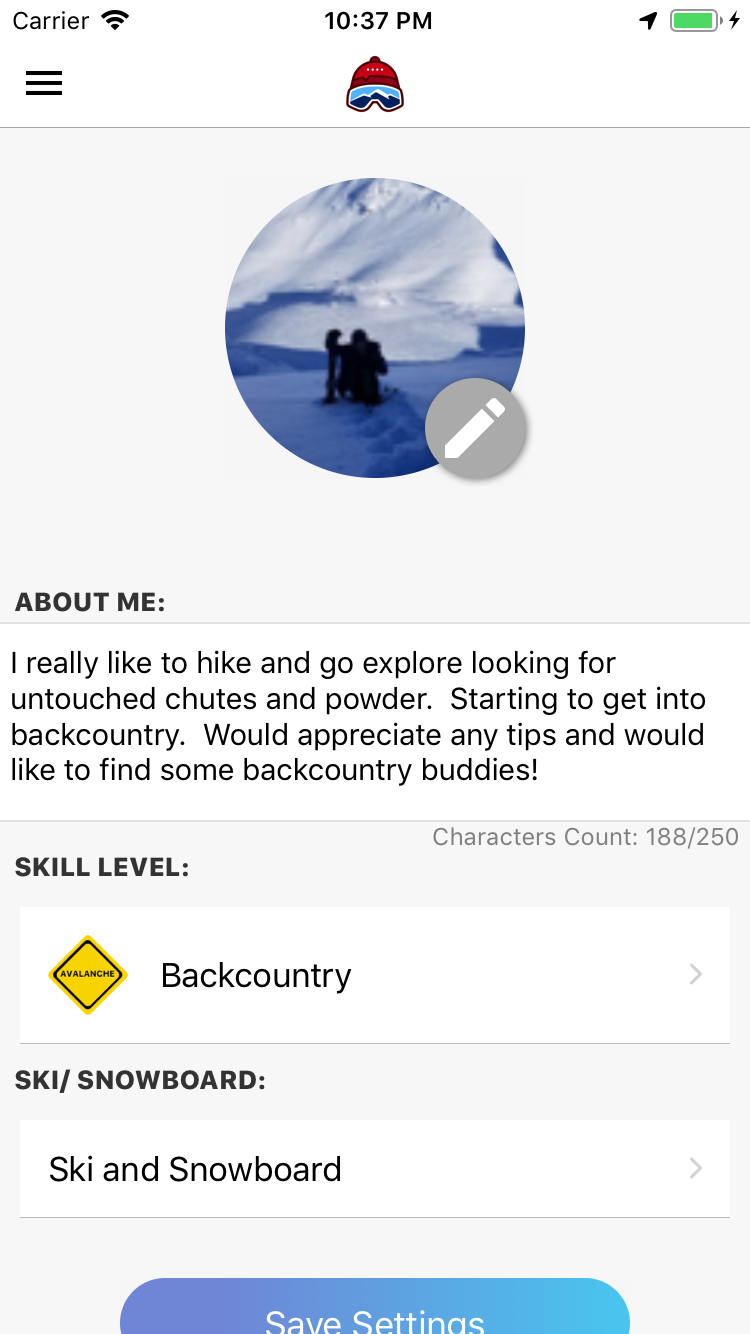 Carrier 10:37 PM
ABOUT ME:
I really like to hike and go explore looking for
untouched chutes and powder.  Starting to get into
backcountry.  Would appreciate any tips and would
like to find some backcountry buddies!
Characters Count: 188/250
SKILL LEVEL:
AVALANCHE Backcountry
SKI/ SNOWBOARD:
Ski and Snowboard
Save Settings